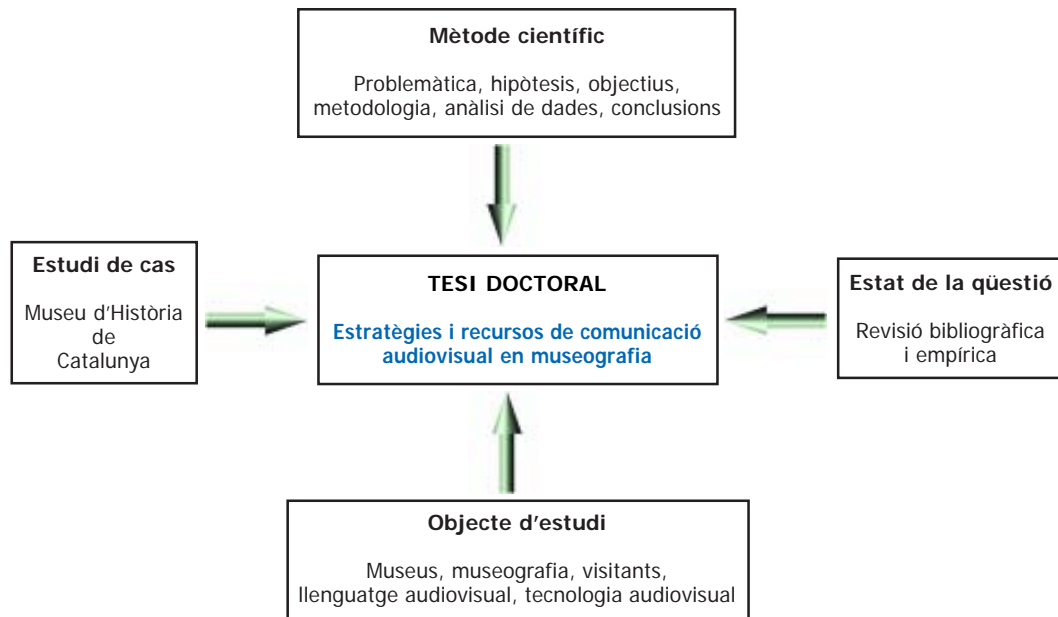 Mètode científic
Problemàtica, hipòtesis, objectius,
metodologia, anàlisi de dades, conclusions
Estudi de cas
Museu d'Història
de
Catalunya
TESI DOCTORAL
Estratègies i recursos de comunicació
audiovisual en museografia
Estat de la qüestió
Revisió bibliogràfica
i empírica
Objecte d'estudi
Museus, museografia, visitants,
llenguatge audiovisual, tecnologia audiovisual